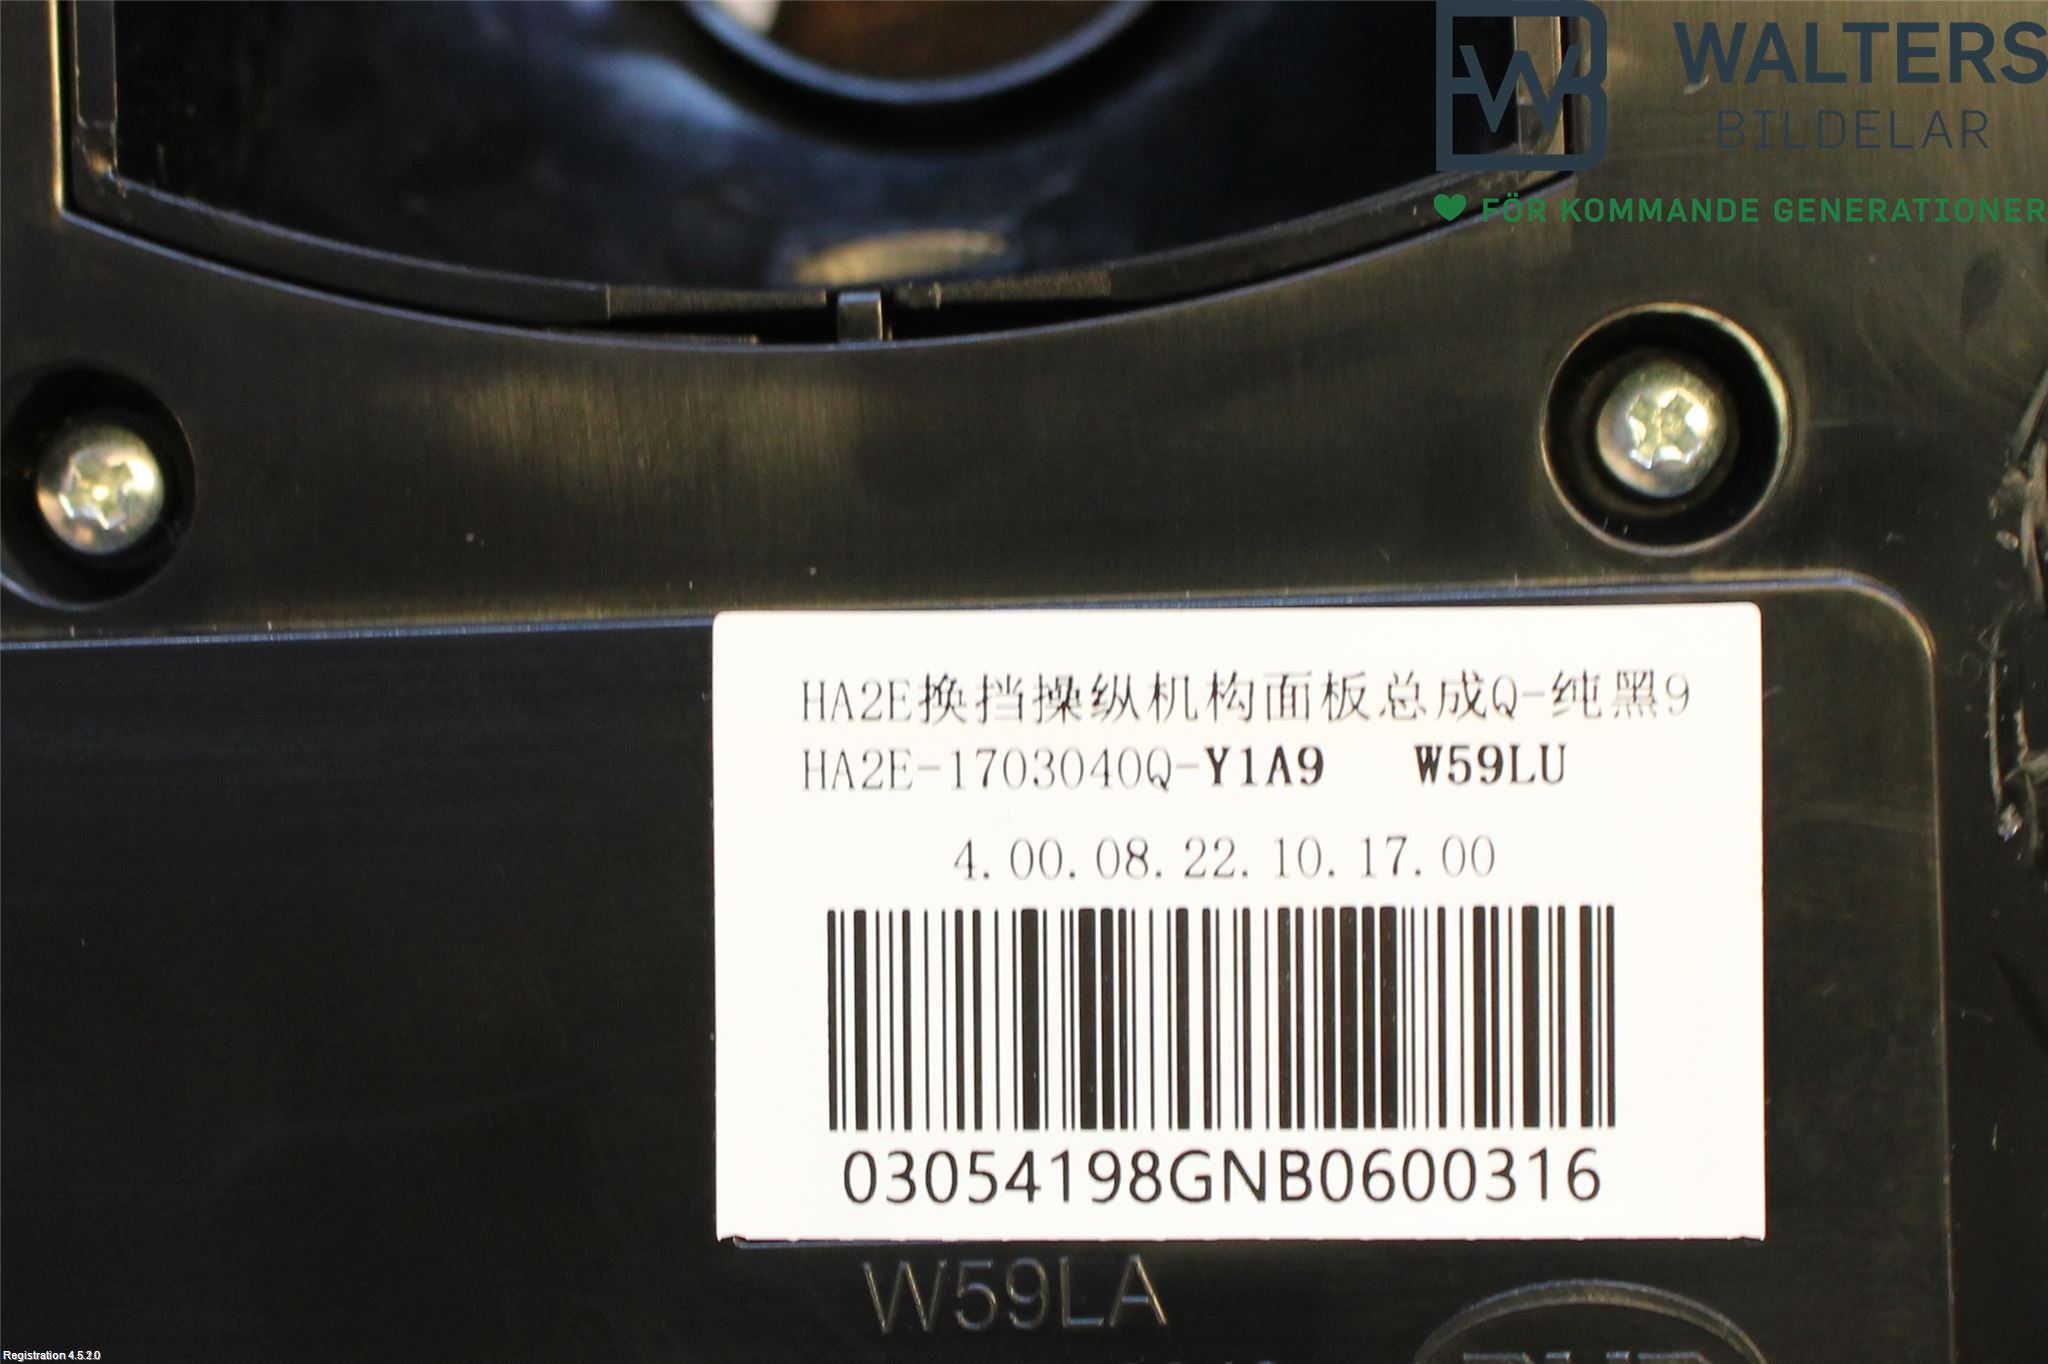 WALTERS
BILDELAR
FÖR KOMMANDE GENERATIONER
HA2E换挡操纵机构面板总成Q-纯黑9
HA2E-1703040Q-Y1A9 W59LU
4.00.08.22.10.17.00
03054198GNB0600316
W59LA
Registration 4.5.2.0